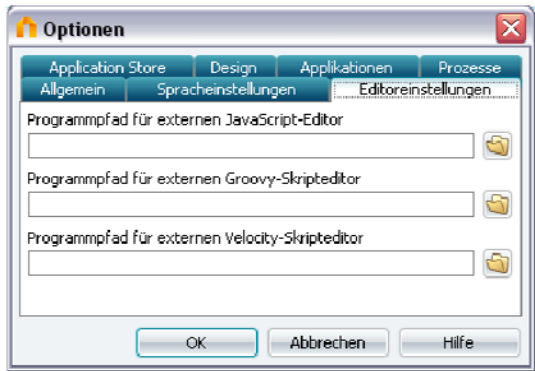 Optionen
Application Store Design Applikationen Prozesse
Allgemein Spracheinstellungen Editoreinstellungen
Programmpfad für externen JavaScript-Editor
Programmpfad für externen Groovy-Skripteditor
Programmpfad für externen Velocity-Skripteditor
OK Abbrechen Hilfe